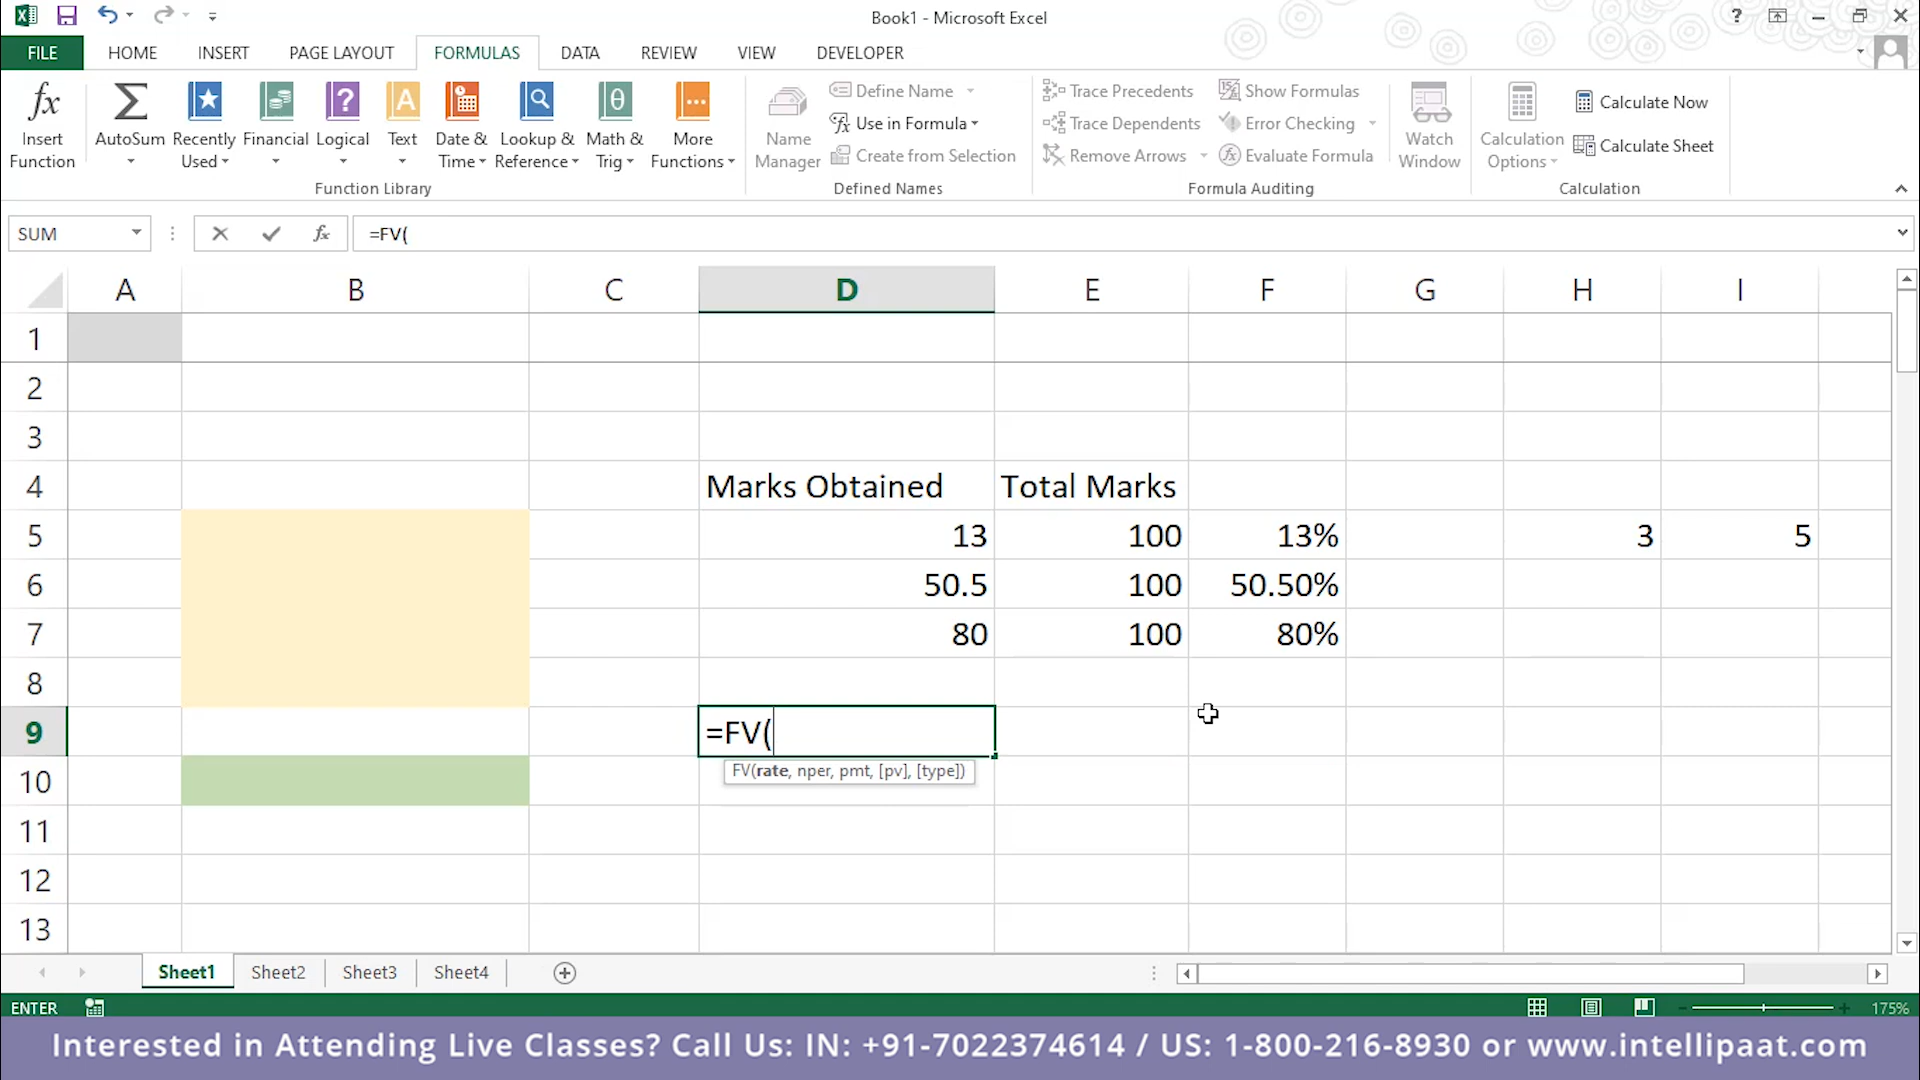 Book1 - Microsoft Excel
?
FILE HOME INSERT PAGE LAYOUT FORMULAS DATA REVIEW VIEW DEVELOPER
fx Insert Function
Σ AutoSum
Recently Used
Financial
Logical
Text
Date & Time
Lookup & Reference
Math & Trig
More Functions
Function Library
Name Manager
Define Name
Use in Formula
Create from Selection
Defined Names
Trace Precedents
Trace Dependents
Remove Arrows
Show Formulas
Error Checking
Evaluate Formula
Watch Window
Formula Auditing
Calculation Options
Calculate Now
Calculate Sheet
Calculation
SUM fx =FV(
A B C D E F G H I
1
2
3
4 Marks Obtained Total Marks
5 13 100 13% 3 5
6 50.5 100 50.50%
7 80 100 80%
8
9 =FV(
FV(rate, nper, pmt, [pv], [type])
10
11
12
13
Sheet1 Sheet2 Sheet3 Sheet4
ENTER 175%
Interested in Attending Live Classes? Call Us: IN: +91-7022374614 / US: 1-800-216-8930 or www.intellipaat.com